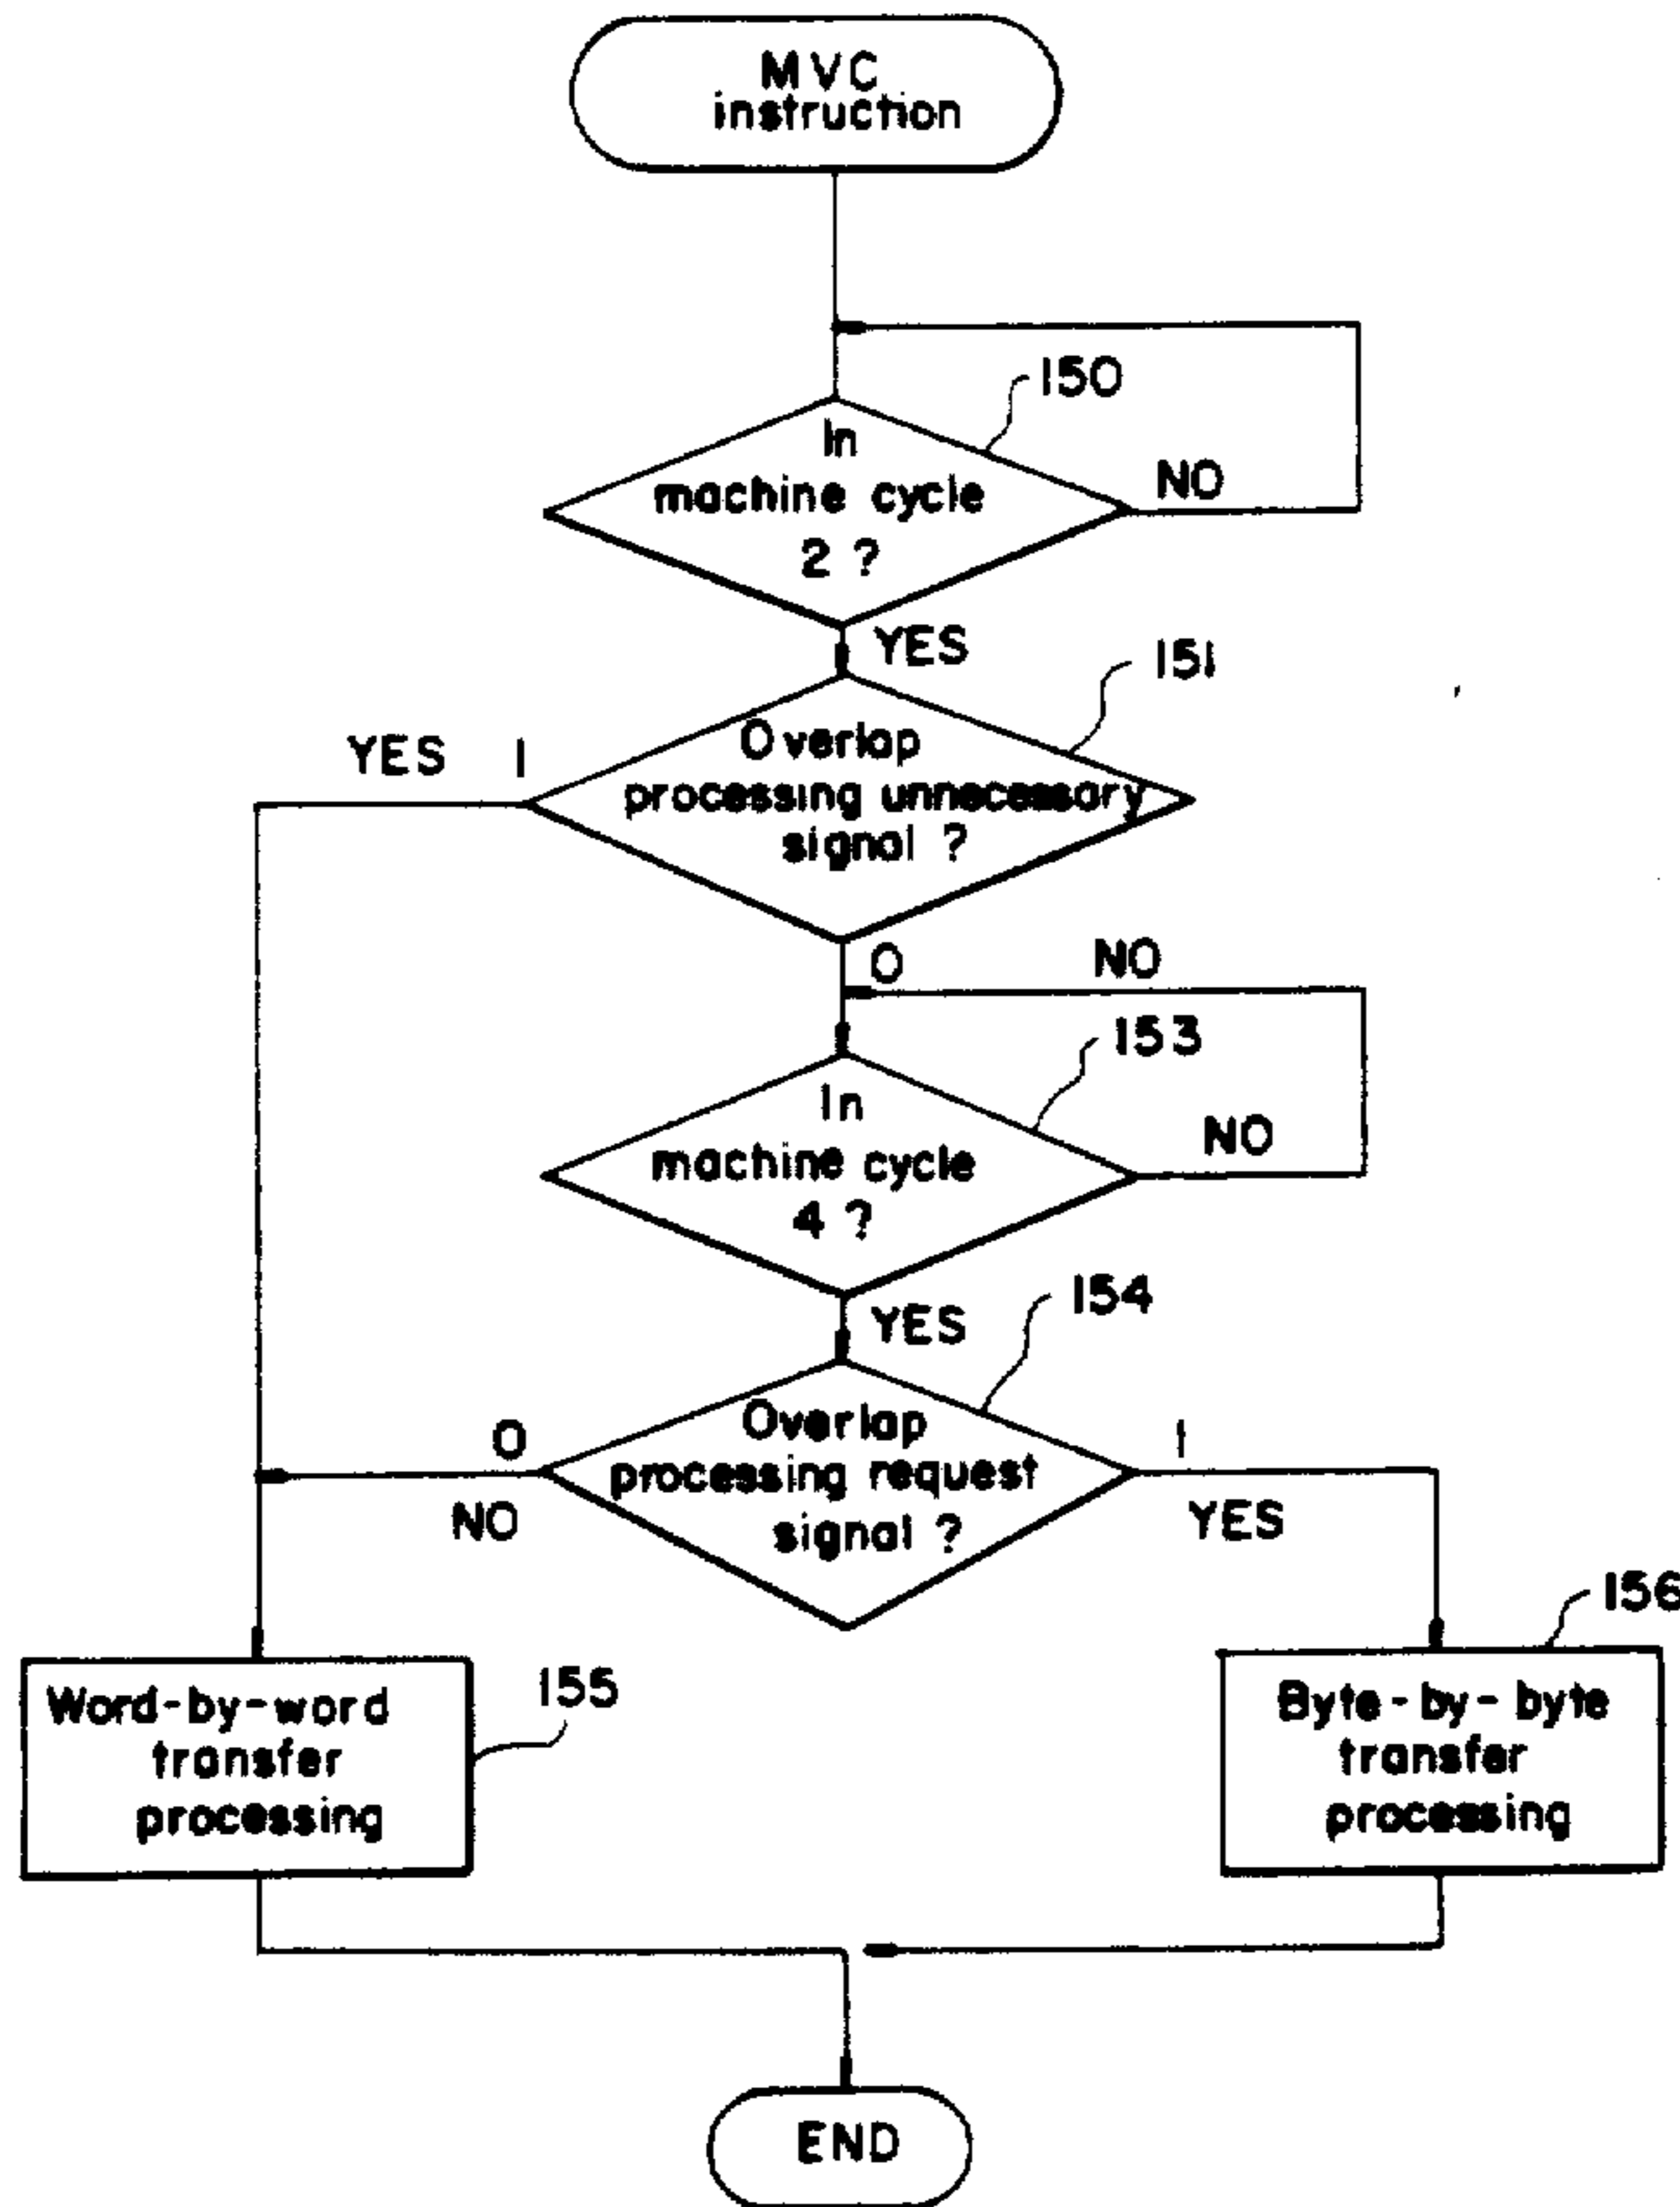 MVC
instruction
150
In
machine cycle
2 ?
NO
YES
151
YES 1
Overlap
processing unnecessary
signal ?
0
NO
153
In
machine cycle
4 ?
NO
YES
154
0
Overlap
processing request
signal ?
1
NO
YES
156
Word-by-word
transfer
processing
155
Byte-by-byte
transfer
processing
END